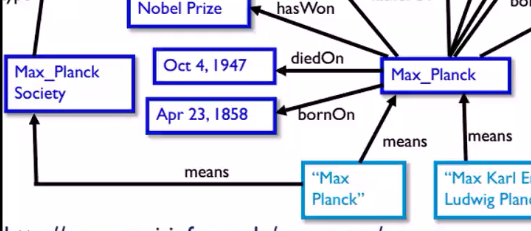 Nobel Prize
hasWon
Oct 4, 1947
diedOn
Max_Planck
Society
Max_Planck
Apr 23, 1858
bornOn
means
means
means
“Max
Planck”
“Max Karl
Ludwig